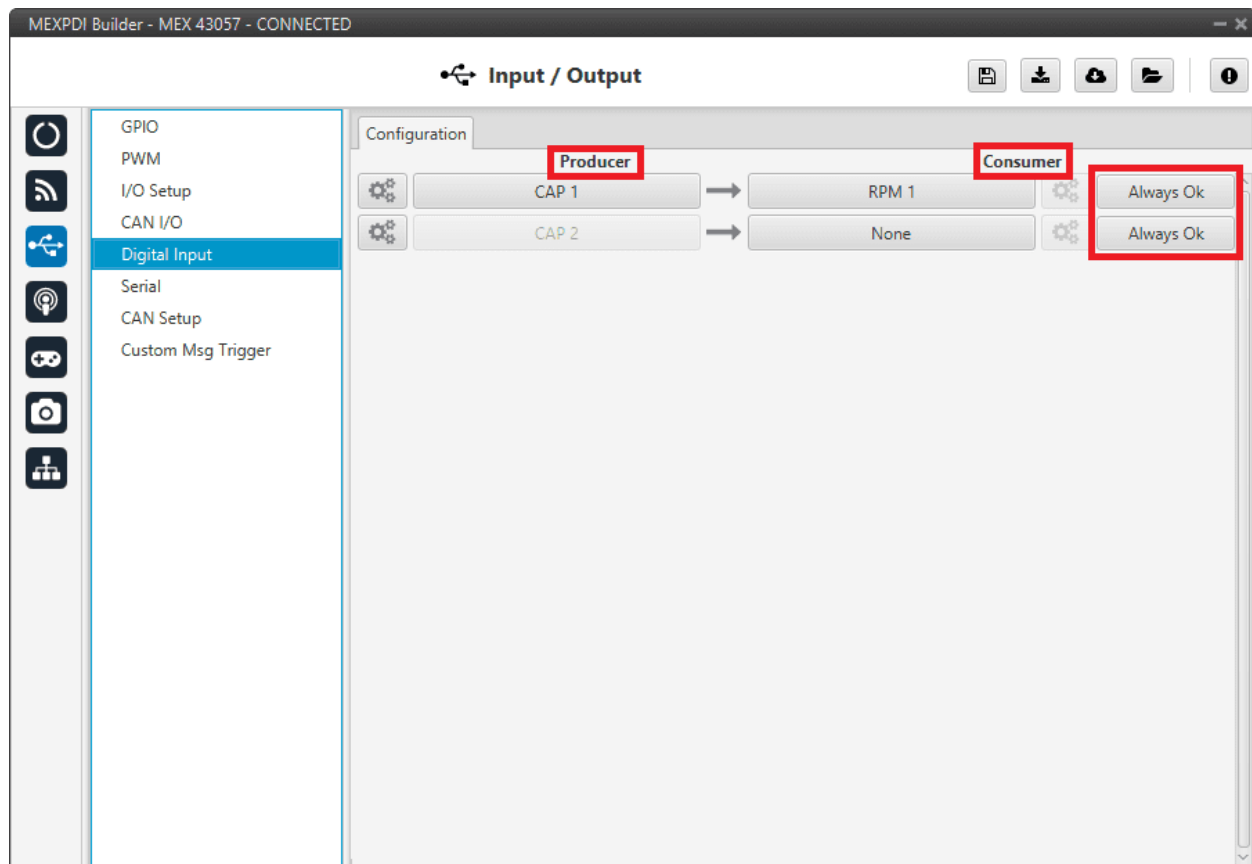 MEXPDI Builder - MEX 43057 - CONNECTED
Input / Output
GPIO
PWM
I/O Setup
CAN I/O
Digital Input
Serial
CAN Setup
Custom Msg Trigger
Configuration
Producer Consumer
CAP 1 RPM 1 Always Ok
CAP 2 None Always Ok